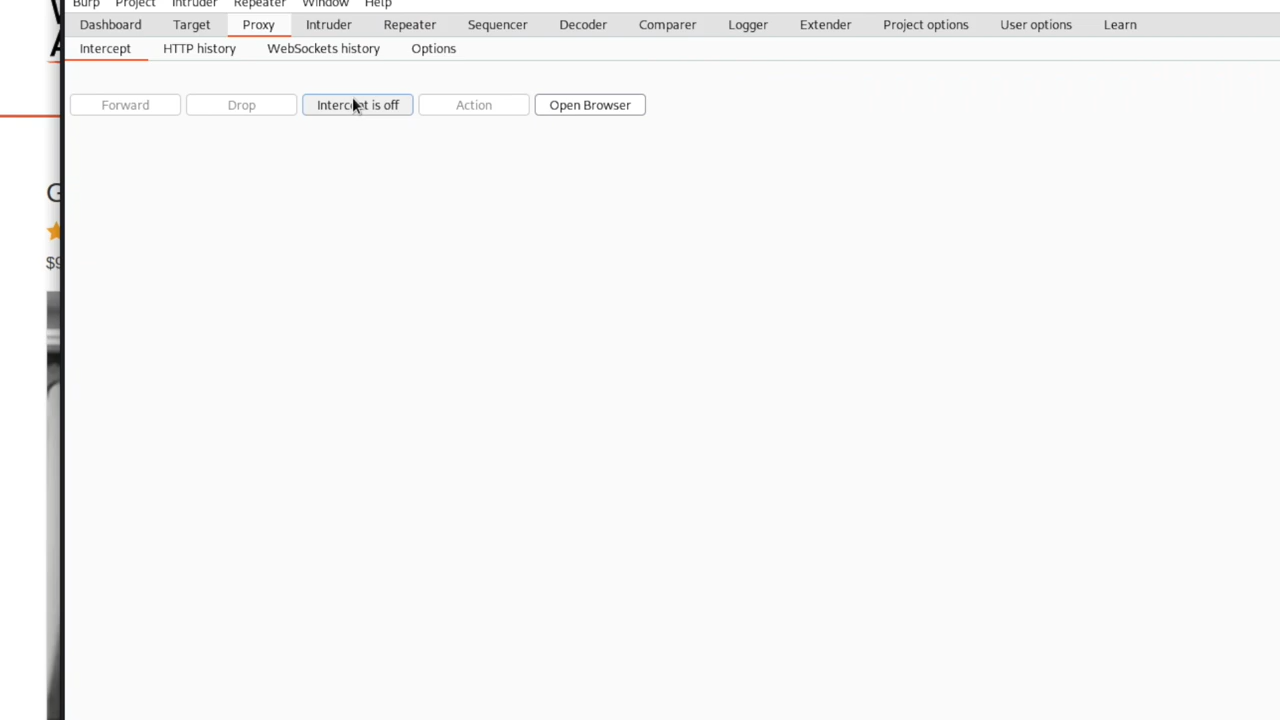 Burp Project Intruder Repeater Window Help
Dashboard Target Proxy Intruder Repeater Sequencer Decoder Comparer Logger Extender Project options User options Learn
Intercept HTTP history WebSockets history Options
Forward Drop Intercept is off Action Open Browser
W
A
G
$9